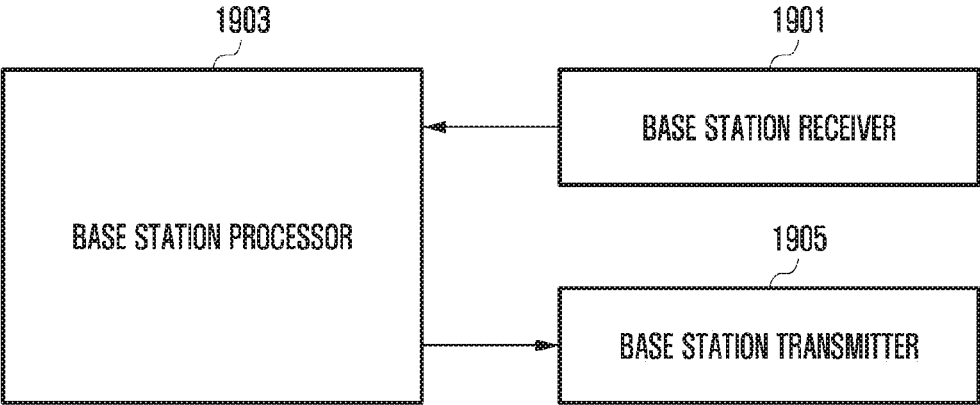 1903
1901
BASE STATION RECEIVER
BASE STATION PROCESSOR
1905
BASE STATION TRANSMITTER